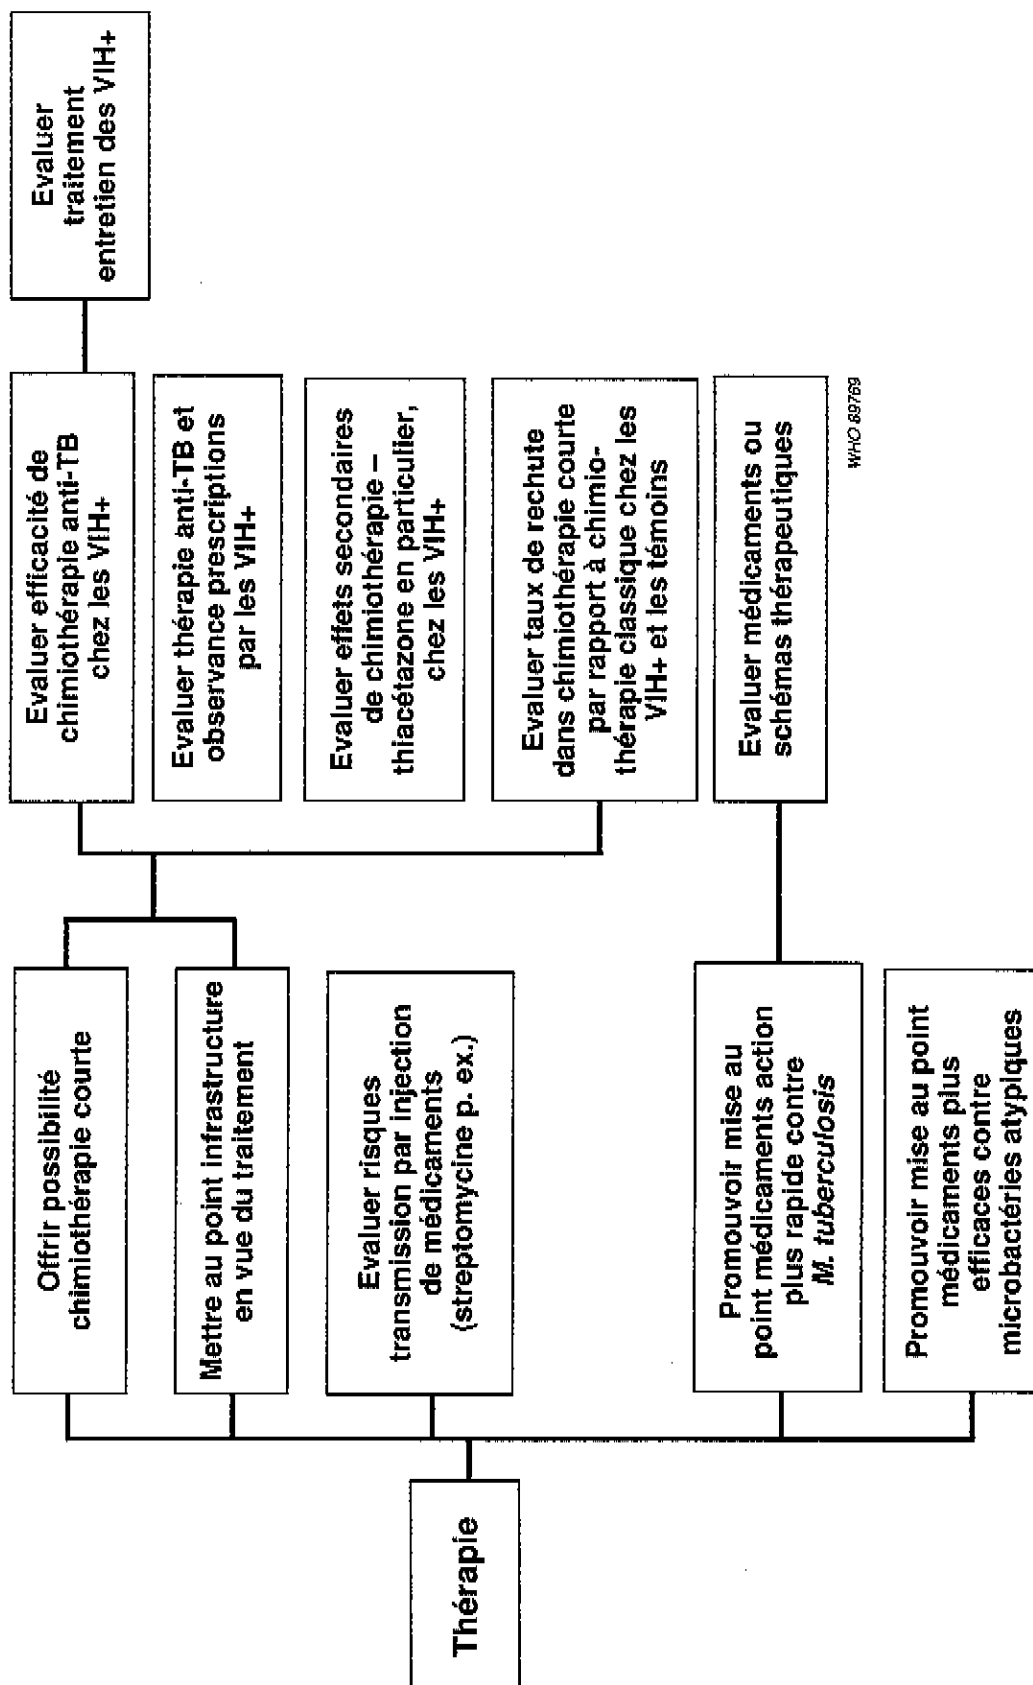 Thérapie
Offrir possibilité
chimiothérapie courte
Mettre au point infrastructure
en vue du traitement
Evaluer risques
transmission par injection
de médicaments
(streptomycine p. ex.)
Promouvoir mise au
point médicaments action
plus rapide contre
M. tuberculosis
Promouvoir mise au point
médicaments plus
efficaces contre
microbactéries atypiques
Evaluer efficacité de
chimiothérapie anti-TB
chez les VIH+
Evaluer thérapie anti-TB et
observance prescriptions
par les VIH+
Evaluer effets secondaires
de chimiothérapie –
thiacétazone en particulier,
chez les VIH+
Evaluer taux de rechute
dans chimiothérapie courte
par rapport à chimio-
thérapie classique chez les
VIH+ et les témoins
Evaluer médicaments ou
schémas thérapeutiques
Evaluer
traitement
entretien des VIH+
WHO 89769